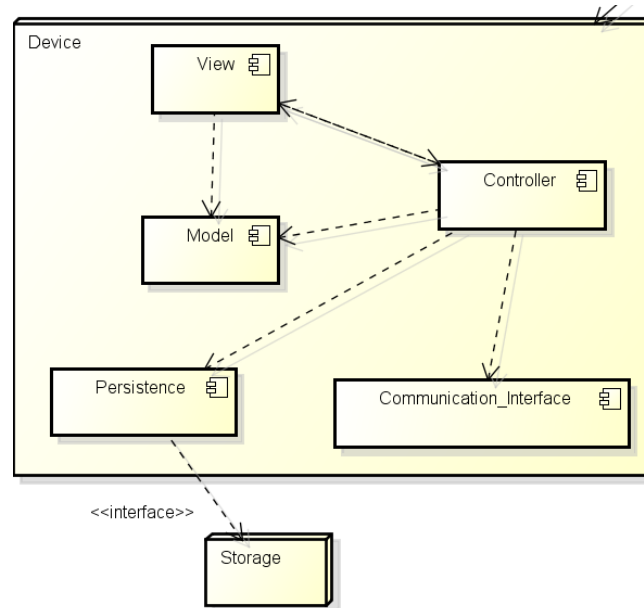 Device
View
Controller
Model
Persistence
Communication_Interface
<<interface>>
Storage